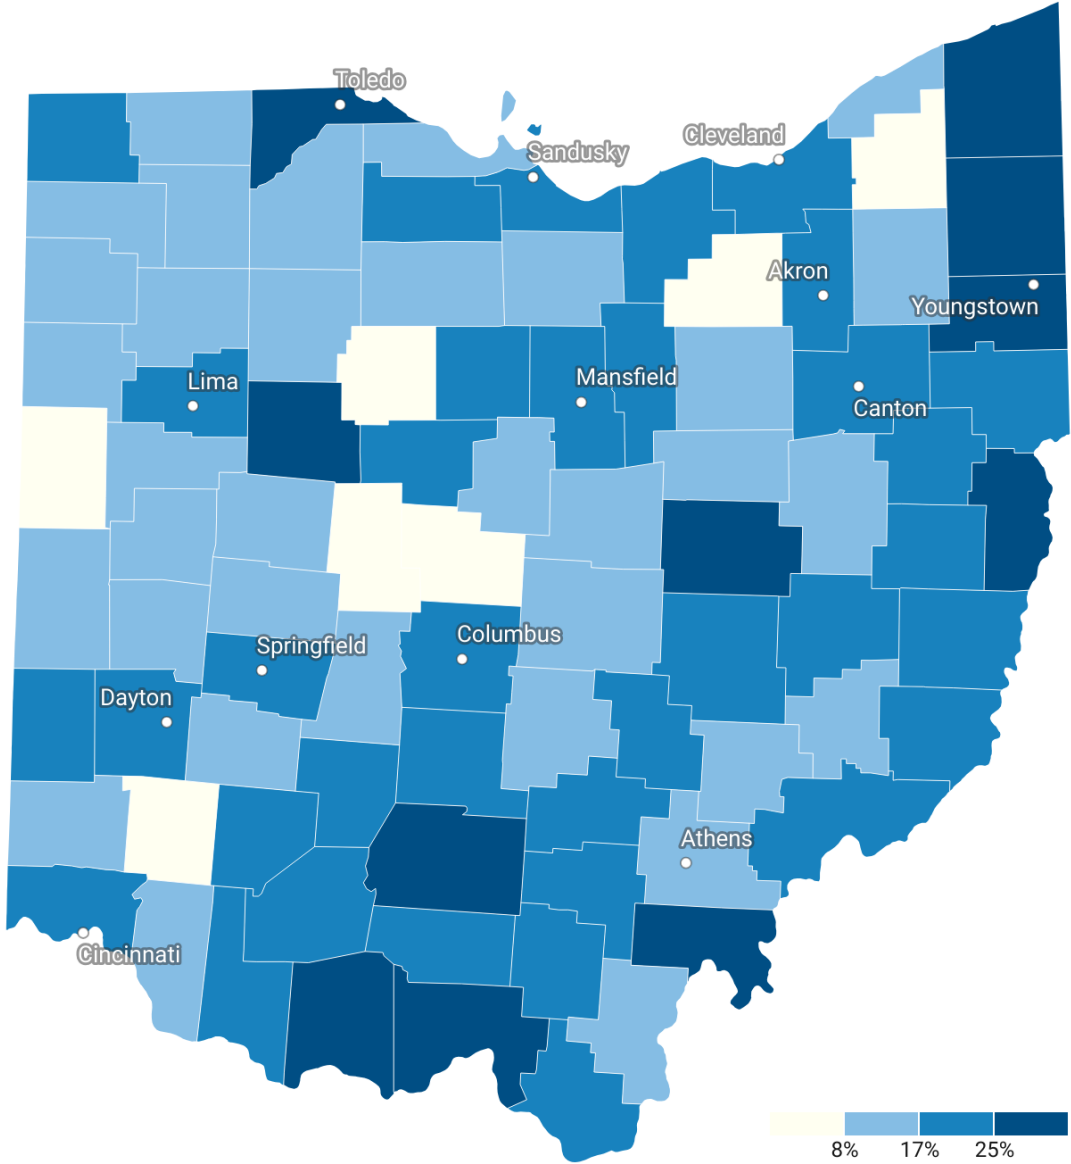 Toledo
Cleveland
Sandusky
Akron
Youngstown
Lima
Mansfield
Canton
Columbus
Springfield
Dayton
Athens
Cincinnati
8% 17% 25%